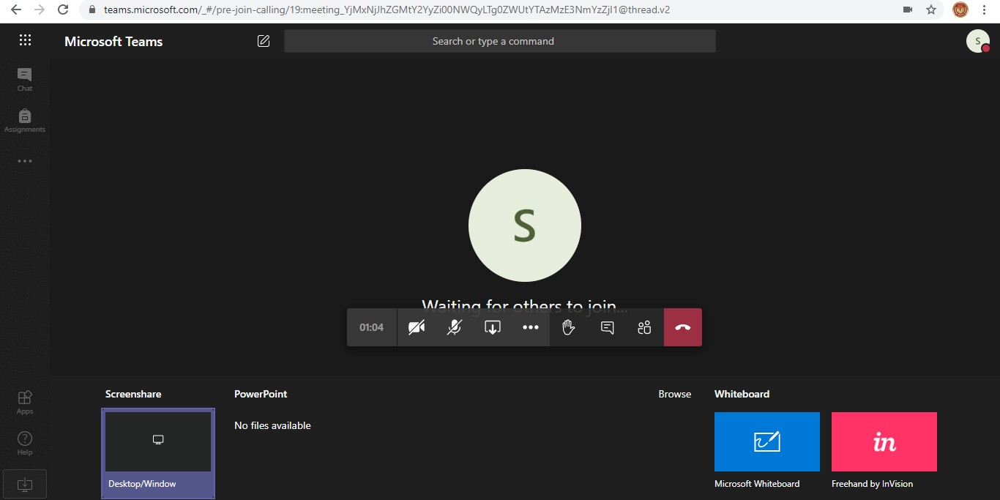 teams.microsoft.com/_#/pre-join-calling/19:meeting_YjMxNjJhZGMtY2YyZi00NWQyLTg0ZWUtYTAzMzE3NmYzZjI1@thread.v2
Microsoft Teams
Search or type a command
S
Chat
Assignments
S
Waiting for others to join...
01:04
Screenshare
PowerPoint
Browse
Whiteboard
Apps
No files available
in
Help
Desktop/Window
Microsoft Whiteboard
Freehand by InVision